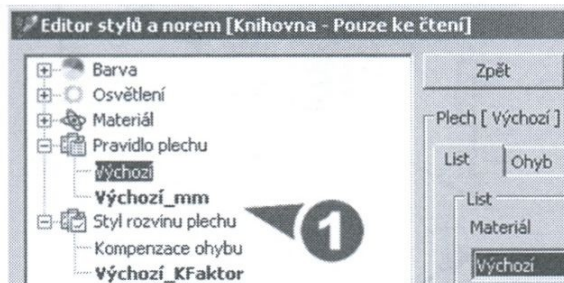 Editor stylů a norem [Knihovna - Pouze ke čtení]
Barva
Osvětlení
Materiál
Pravidlo plechu
Výchozí
Výchozí_mm
Styl rozvinu plechu
Kompenzace ohybu
Výchozí_KFaktor
1
Zpět
Plech [ Výchozí ]
List
Ohyb
List
Materiál
Výchozí